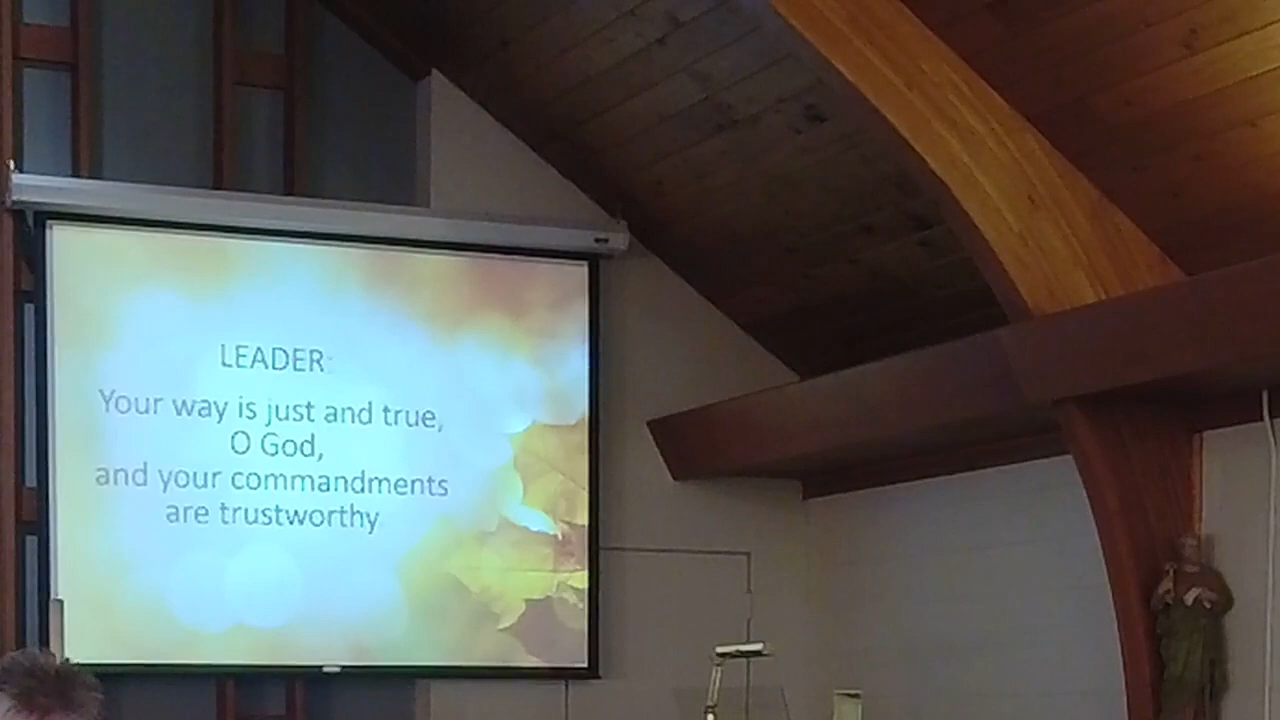 LEADER:
Your way is just and true,
O God,
and your commandments
are trustworthy